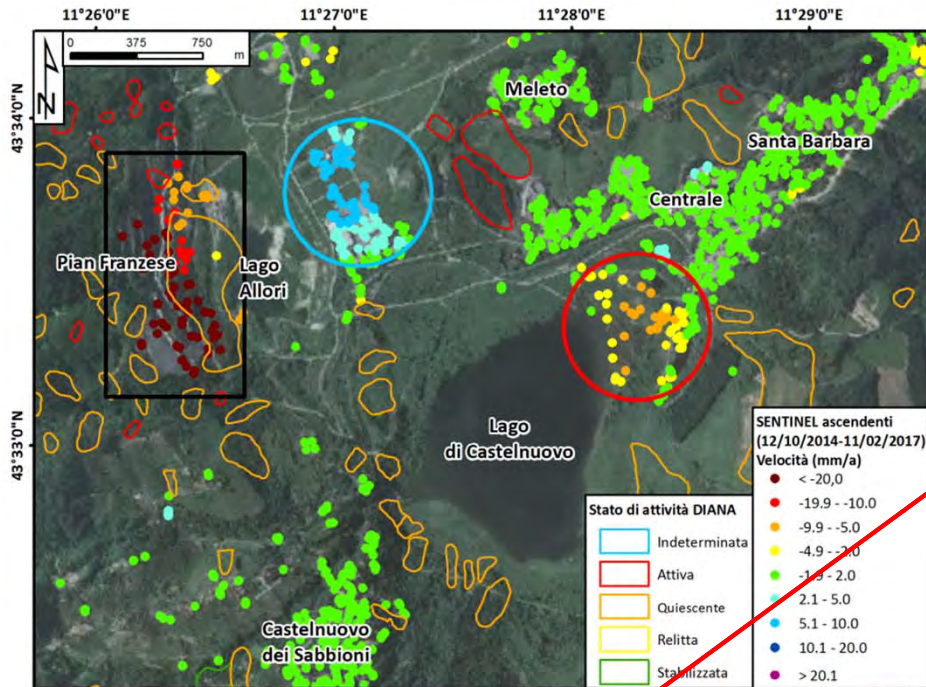 11°26'0"E
11°27'0"E
11°28'0"E
11°29'0"E
0 375 750
m
N
43°34'0"N
43°33'0"N
Meleto
Santa Barbara
Centrale
Pian Franzese
Lago
Allori
Lago
di Castelnuovo
Castelnuovo
dei Sabbioni
Stato di attività DIANA
Indeterminata
Attiva
Quiescente
Relitta
Stabilizzata
SENTINEL ascendenti
(12/10/2014-11/02/2017)
Velocità (mm/a)
< -20,0
-19.9 - -10.0
-9.9 - -5.0
-4.9 - -2.0
-1.9 - 2.0
2.1 - 5.0
5.1 - 10.0
10.1 - 20.0
> 20.1